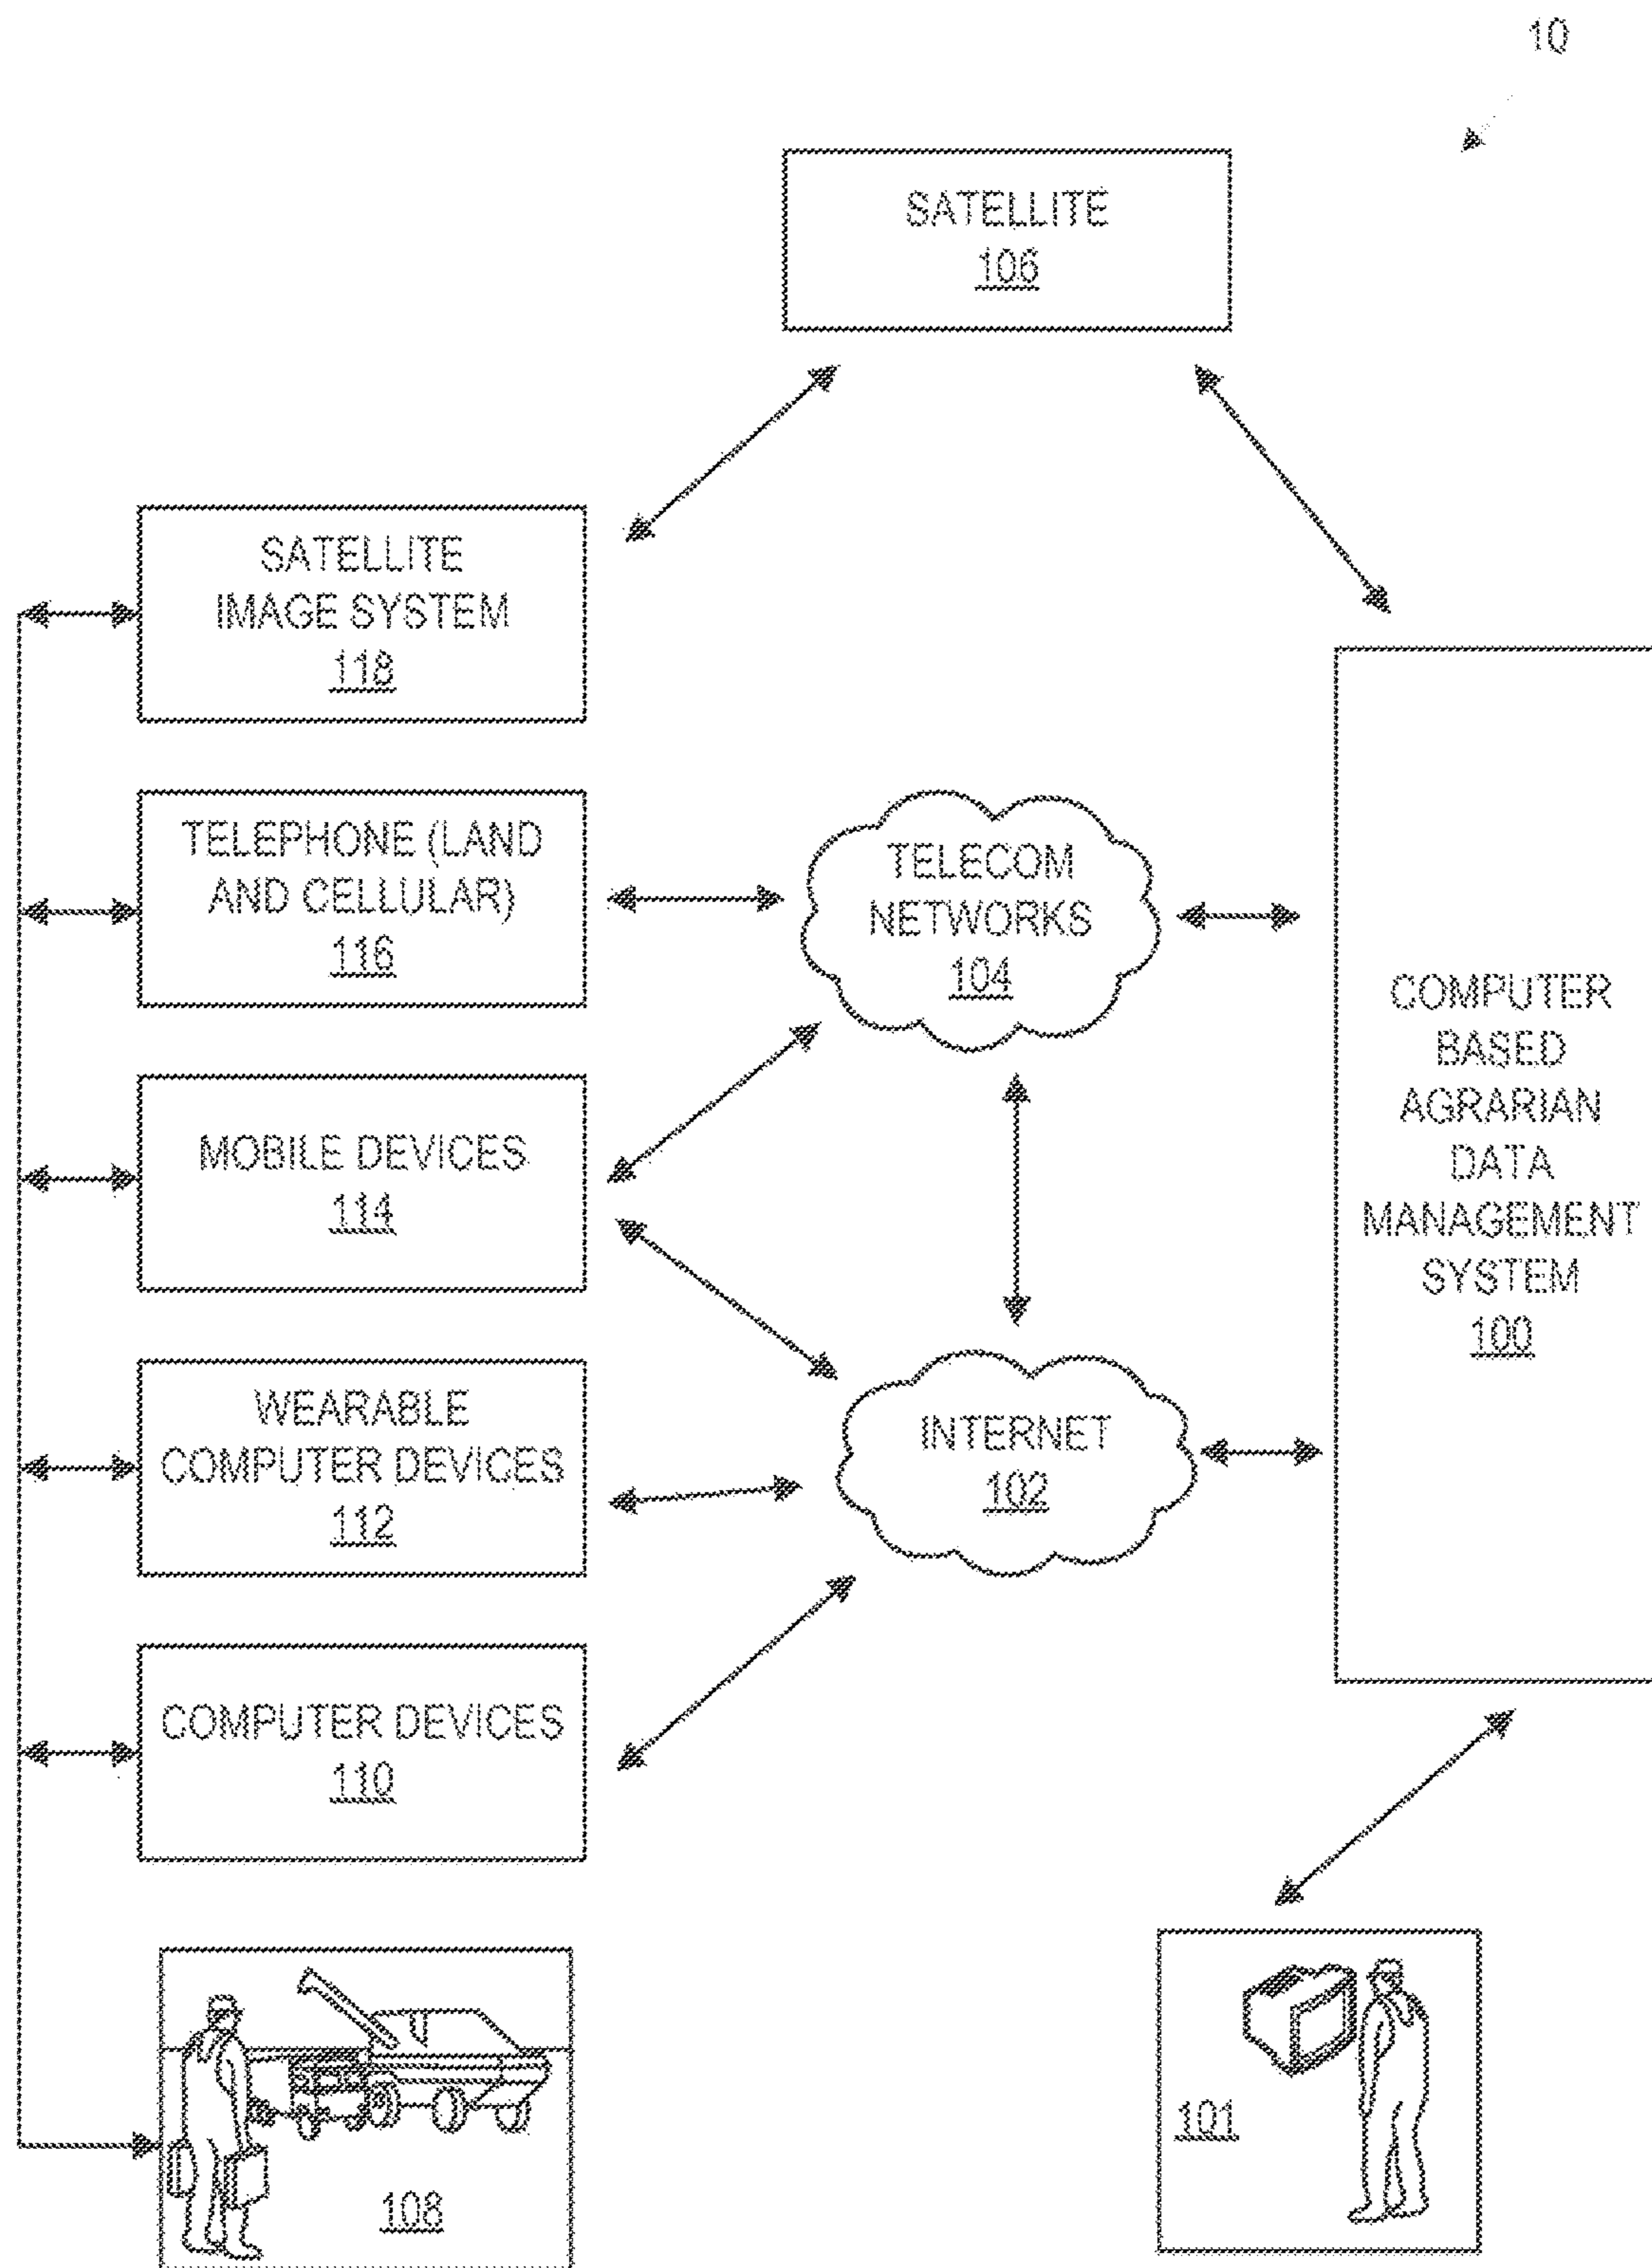 10
SATELLITE
106
SATELLITE
IMAGE SYSTEM
118
TELEPHONE (LAND
AND CELLULAR)
116
TELECOM
NETWORKS
104
COMPUTER
BASED
AGRARIAN
DATA
MANAGEMENT
SYSTEM
100
MOBILE DEVICES
114
WEARABLE
COMPUTER DEVICES
112
INTERNET
102
COMPUTER DEVICES
110
108
101